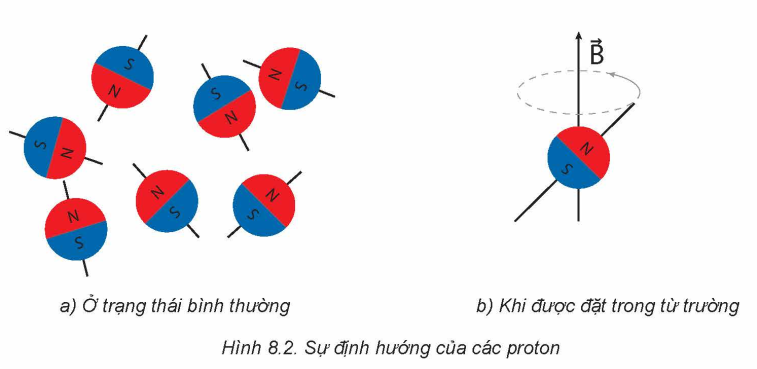 S
N
N
S
S
N
S
N
N
S
N
S
N
S
B
N
S
a) Ở trạng thái bình thường
b) Khi được đặt trong từ trường
Hình 8.2. Sự định hướng của các proton